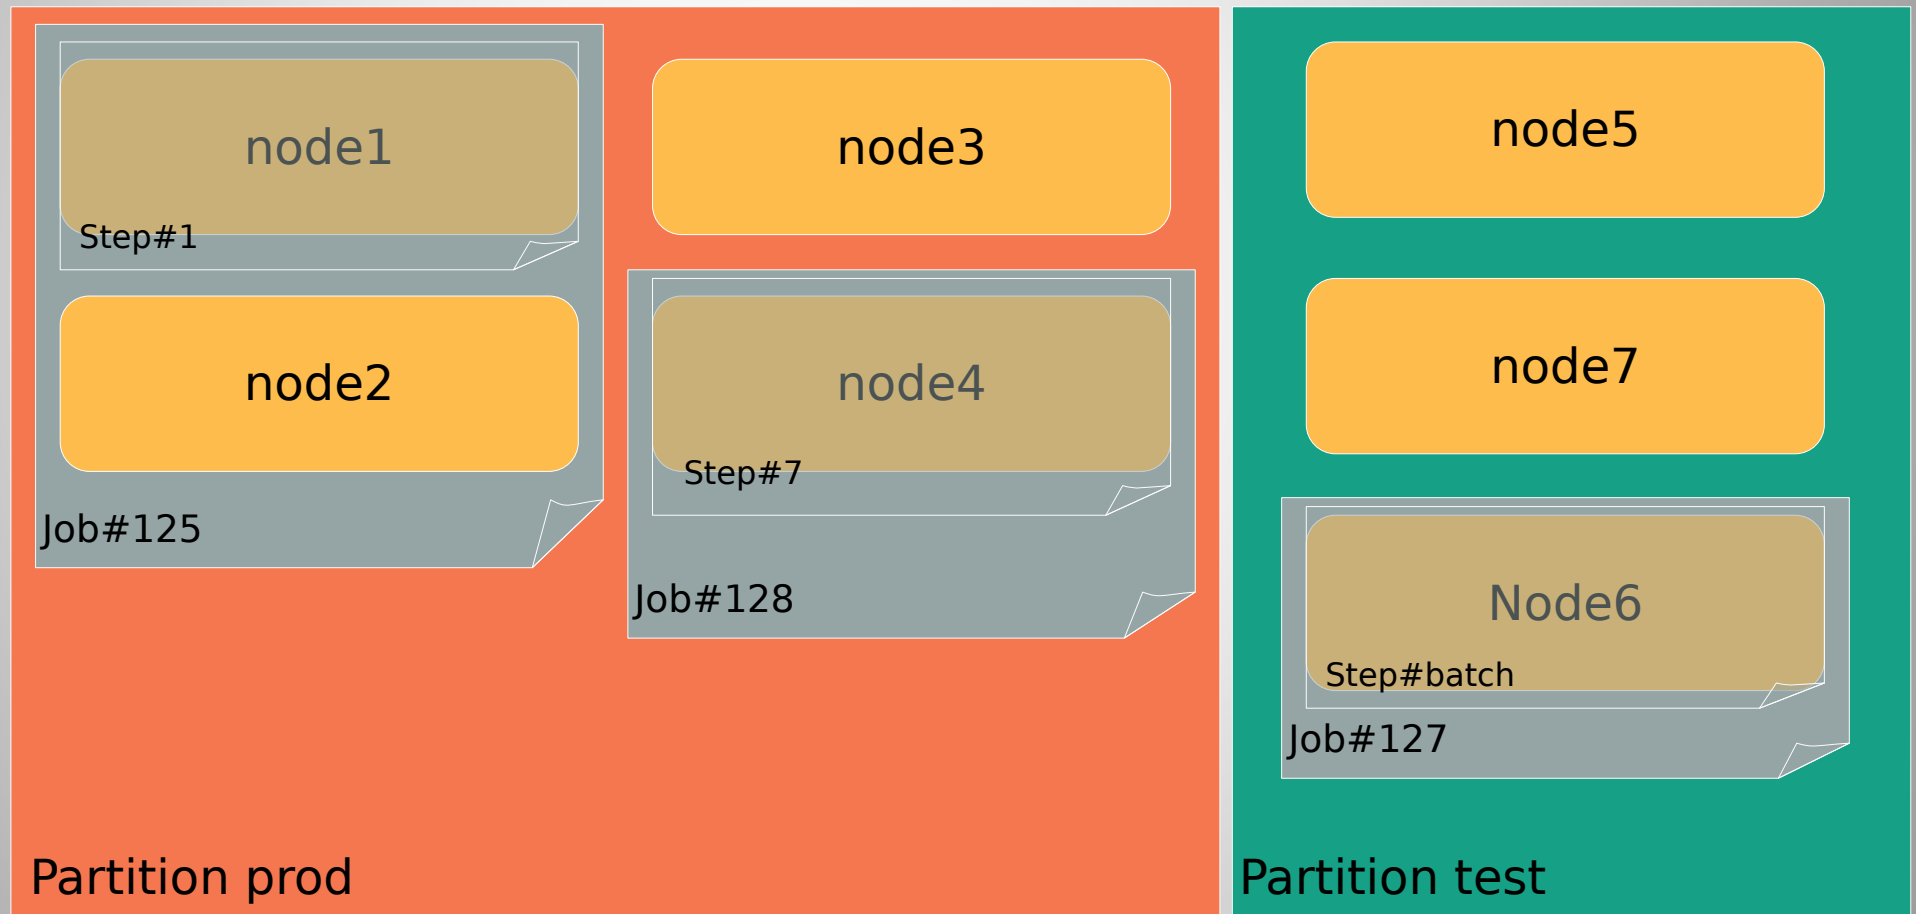 node1
Step#1
node2
Job#125
node3
node4
Step#7
Job#128
Partition prod
node5
node7
Node6
Step#batch
Job#127
Partition test